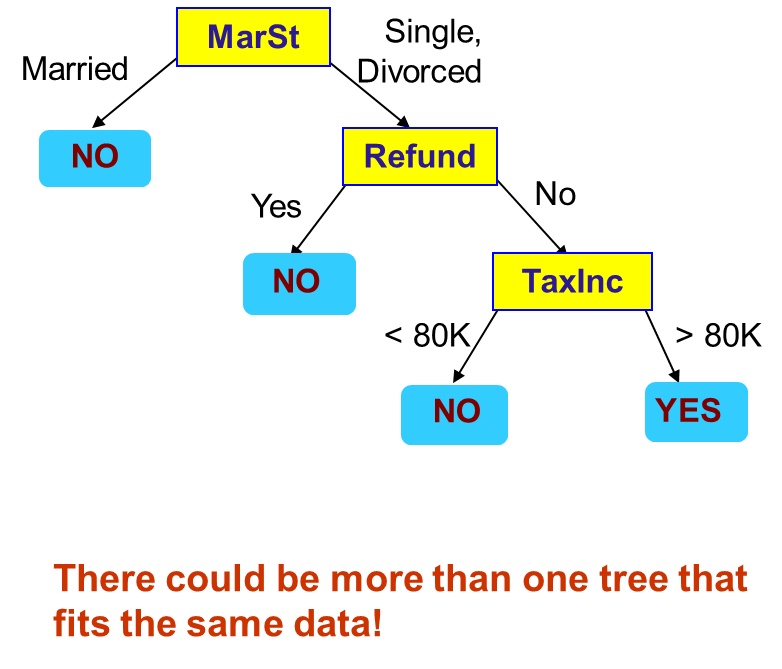 MarSt
Single,
Married
Divorced
NO
Refund
Yes
No
NO
TaxInc
< 80K
> 80K
NO
YES
There could be more than one tree that
fits the same data!